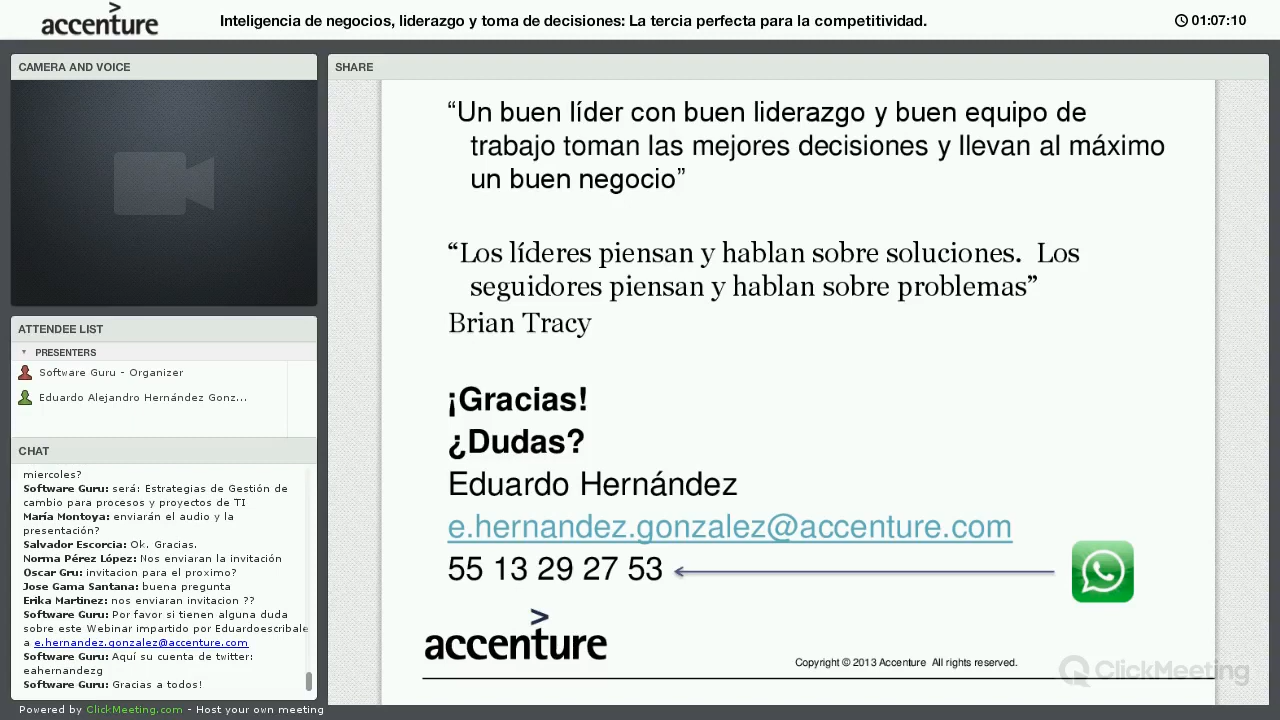 accenture
Inteligencia de negocios, liderazgo y toma de decisiones: La tercia perfecta para la competitividad.
01:07:10
CAMERA AND VOICE
ATTENDEE LIST
PRESENTERS
Software Guru - Organizer
Eduardo Alejandro Hernández Gonz...
CHAT
miercoles?
Software Guru: será: Estrategias de Gestión de
cambio para procesos y proyectos de TI
María Montoya: enviarán el audio y la
presentación?
Salvador Escorcia: Ok. Gracias.
Norma Pérez López: Nos enviaran la invitación
Oscar Gru: invitacion para el proximo?
Jose Gama Santana: buena pregunta
Erika Martinez: nos enviaran invitacion ??
Software Guru: Por favor si tienen alguna duda
sobre este Webinar impartido por Eduardoescribale
a e.hernandez.gonzalez@accenture.com
Software Guru: Aquí su cuenta de twitter:
eahernandezg
Software Guru: Gracias a todos!
Powered by ClickMeeting.com - Host your own meeting
SHARE
“Un buen líder con buen liderazgo y buen equipo de
trabajo toman las mejores decisiones y llevan al máximo
un buen negocio”
“Los líderes piensan y hablan sobre soluciones. Los
seguidores piensan y hablan sobre problemas”
Brian Tracy
¡Gracias!
¿Dudas?
Eduardo Hernández
e.hernandez.gonzalez@accenture.com
55 13 29 27 53
accenture
Copyright © 2013 Accenture All rights reserved.
ClickMeeting